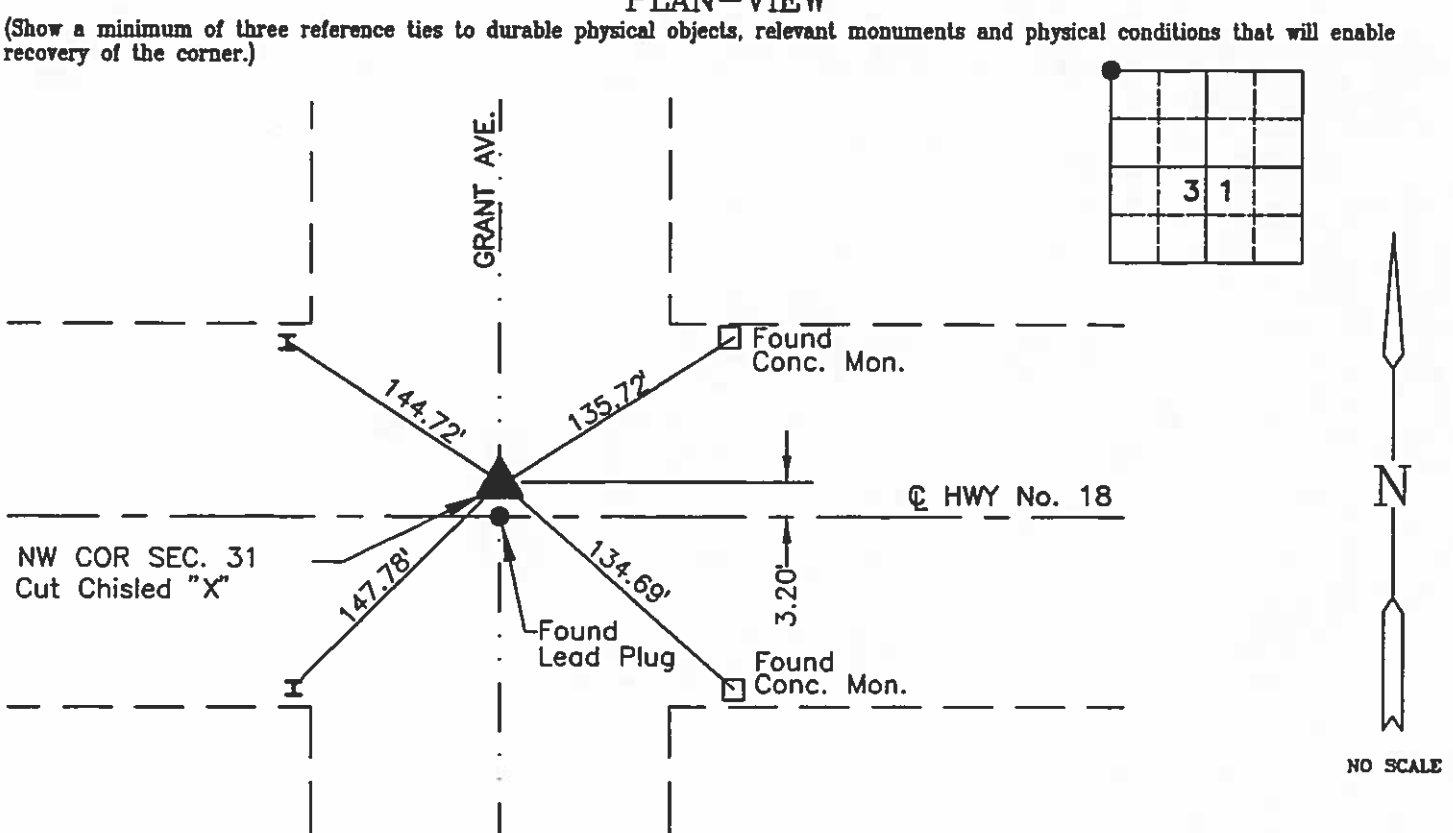 PLAN-VIEW
(Show a minimum of three reference ties to durable physical objects, relevant monuments and physical conditions that will enable
recovery of the corner.)
GRANT AVE.
3 1
Found
Conc. Mon.
144.72'
135.72'
N
℄ HWY No. 18
NW COR SEC. 31
Cut Chisled "X"
147.78'
134.69'
3.20'
Found
Lead Plug
Found
Conc. Mon.
NO SCALE